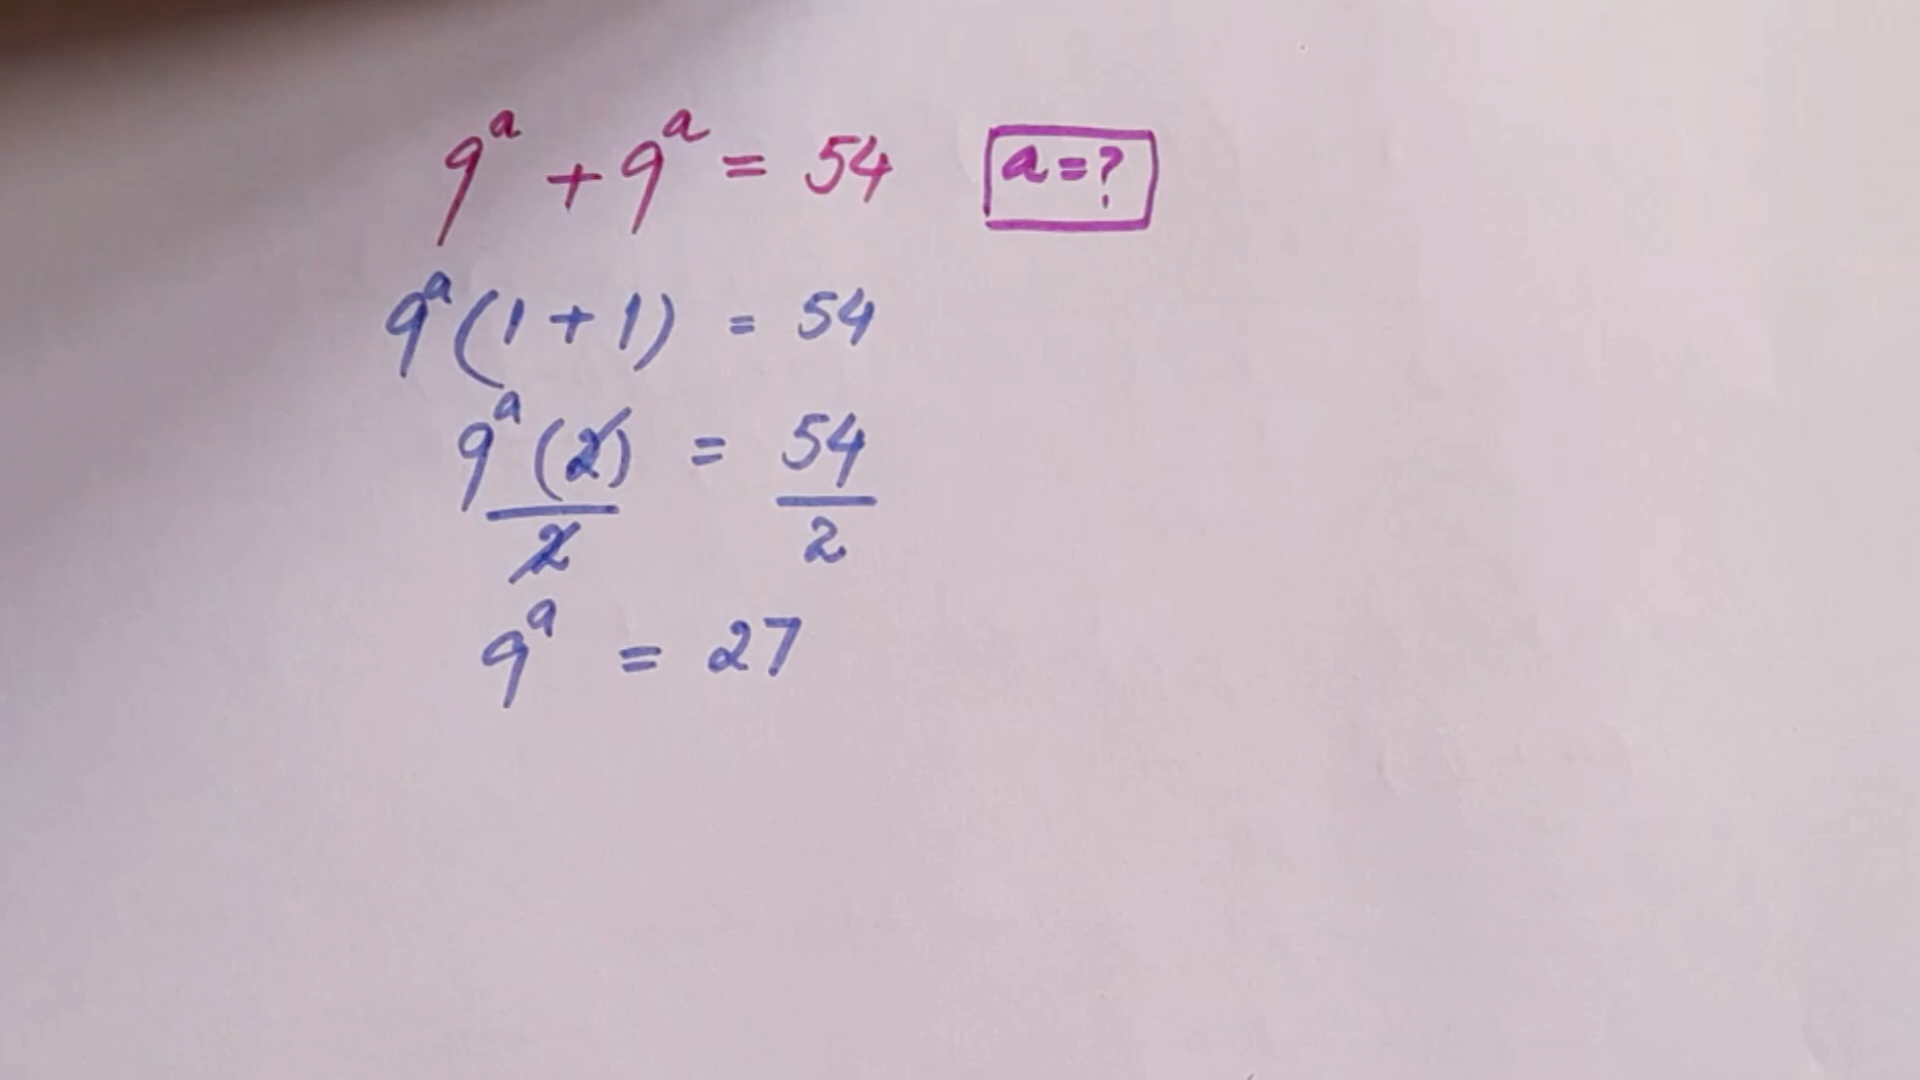 9^a + 9^a = 54 a=?
9^a (1 + 1) = 54
9^a (2) / 2 = 54 / 2
9^a = 27